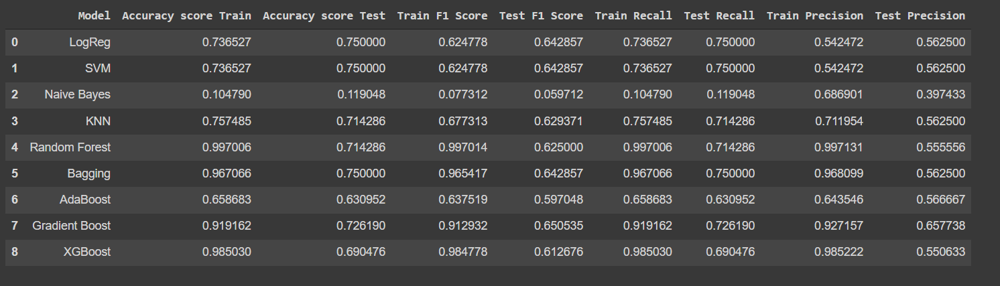 Model Accuracy score Train Accuracy score Test Train F1 Score Test F1 Score Train Recall Test Recall Train Precision Test Precision
0 LogReg 0.736527 0.750000 0.624778 0.642857 0.736527 0.750000 0.542472 0.562500
1 SVM 0.736527 0.750000 0.624778 0.642857 0.736527 0.750000 0.542472 0.562500
2 Naive Bayes 0.104790 0.119048 0.077312 0.059712 0.104790 0.119048 0.686901 0.397433
3 KNN 0.757485 0.714286 0.677313 0.629371 0.757485 0.714286 0.711954 0.562500
4 Random Forest 0.997006 0.714286 0.997014 0.625000 0.997006 0.714286 0.997131 0.555556
5 Bagging 0.967066 0.750000 0.965417 0.642857 0.967066 0.750000 0.968099 0.562500
6 AdaBoost 0.658683 0.630952 0.637519 0.597048 0.658683 0.630952 0.643546 0.566667
7 Gradient Boost 0.919162 0.726190 0.912932 0.650535 0.919162 0.726190 0.927157 0.657738
8 XGBoost 0.985030 0.690476 0.984778 0.612676 0.985030 0.690476 0.985222 0.550633